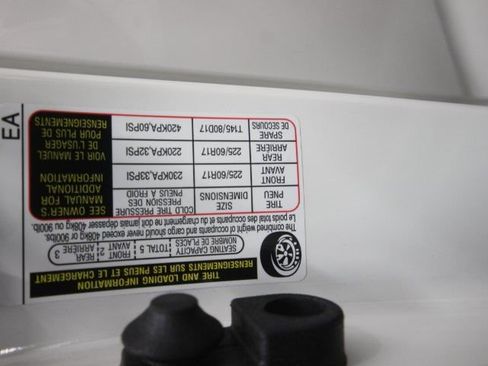 TIRE AND LOADING INFORMATION
RENSEIGNEMENTS SUR LES PNEUS ET LE CHARGEMENT
SEATING CAPACITY
NOMBRE DE PLACES
TOTAL 5
FRONT
AVANT 2
REAR
ARRIÈRE 3
The combined weight of occupants and cargo should never exceed 408kg or 900lb.
Le poids total des occupants et du chargement ne doit jamais dépasser 408kg ou 900lb.
TIRE
PNEU
SIZE
DIMENSIONS
COLD TIRE PRESSURE
PRESSION DES
PNEUS À FROID
SEE OWNER'S
MANUAL FOR
ADDITIONAL
INFORMATION
FRONT
AVANT
225/60R17
230KPA,33PSI
REAR
ARRIÈRE
225/60R17
220KPA,32PSI
VOIR LE MANUEL
DE L'USAGER
POUR PLUS DE
RENSEIGNEMENTS
SPARE
DE SECOURS
T145/80D17
420KPA,60PSI
EA